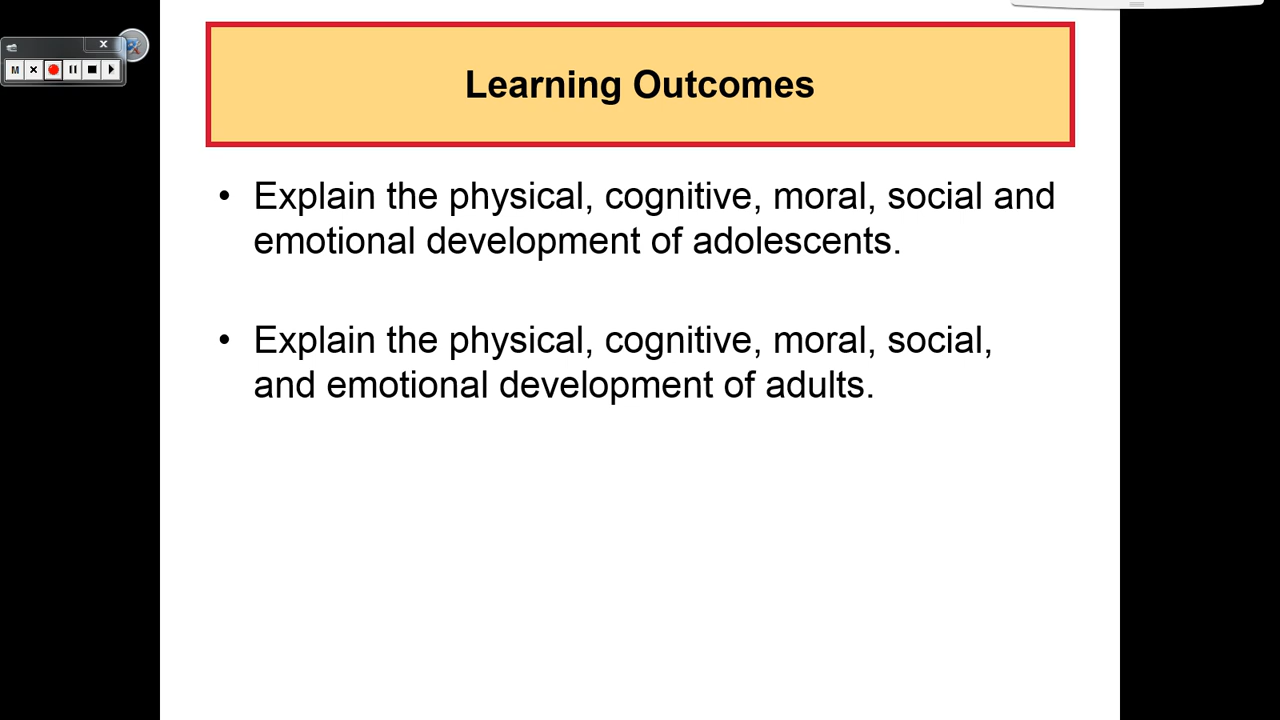 Learning Outcomes
• Explain the physical, cognitive, moral, social and
emotional development of adolescents.
• Explain the physical, cognitive, moral, social,
and emotional development of adults.
M